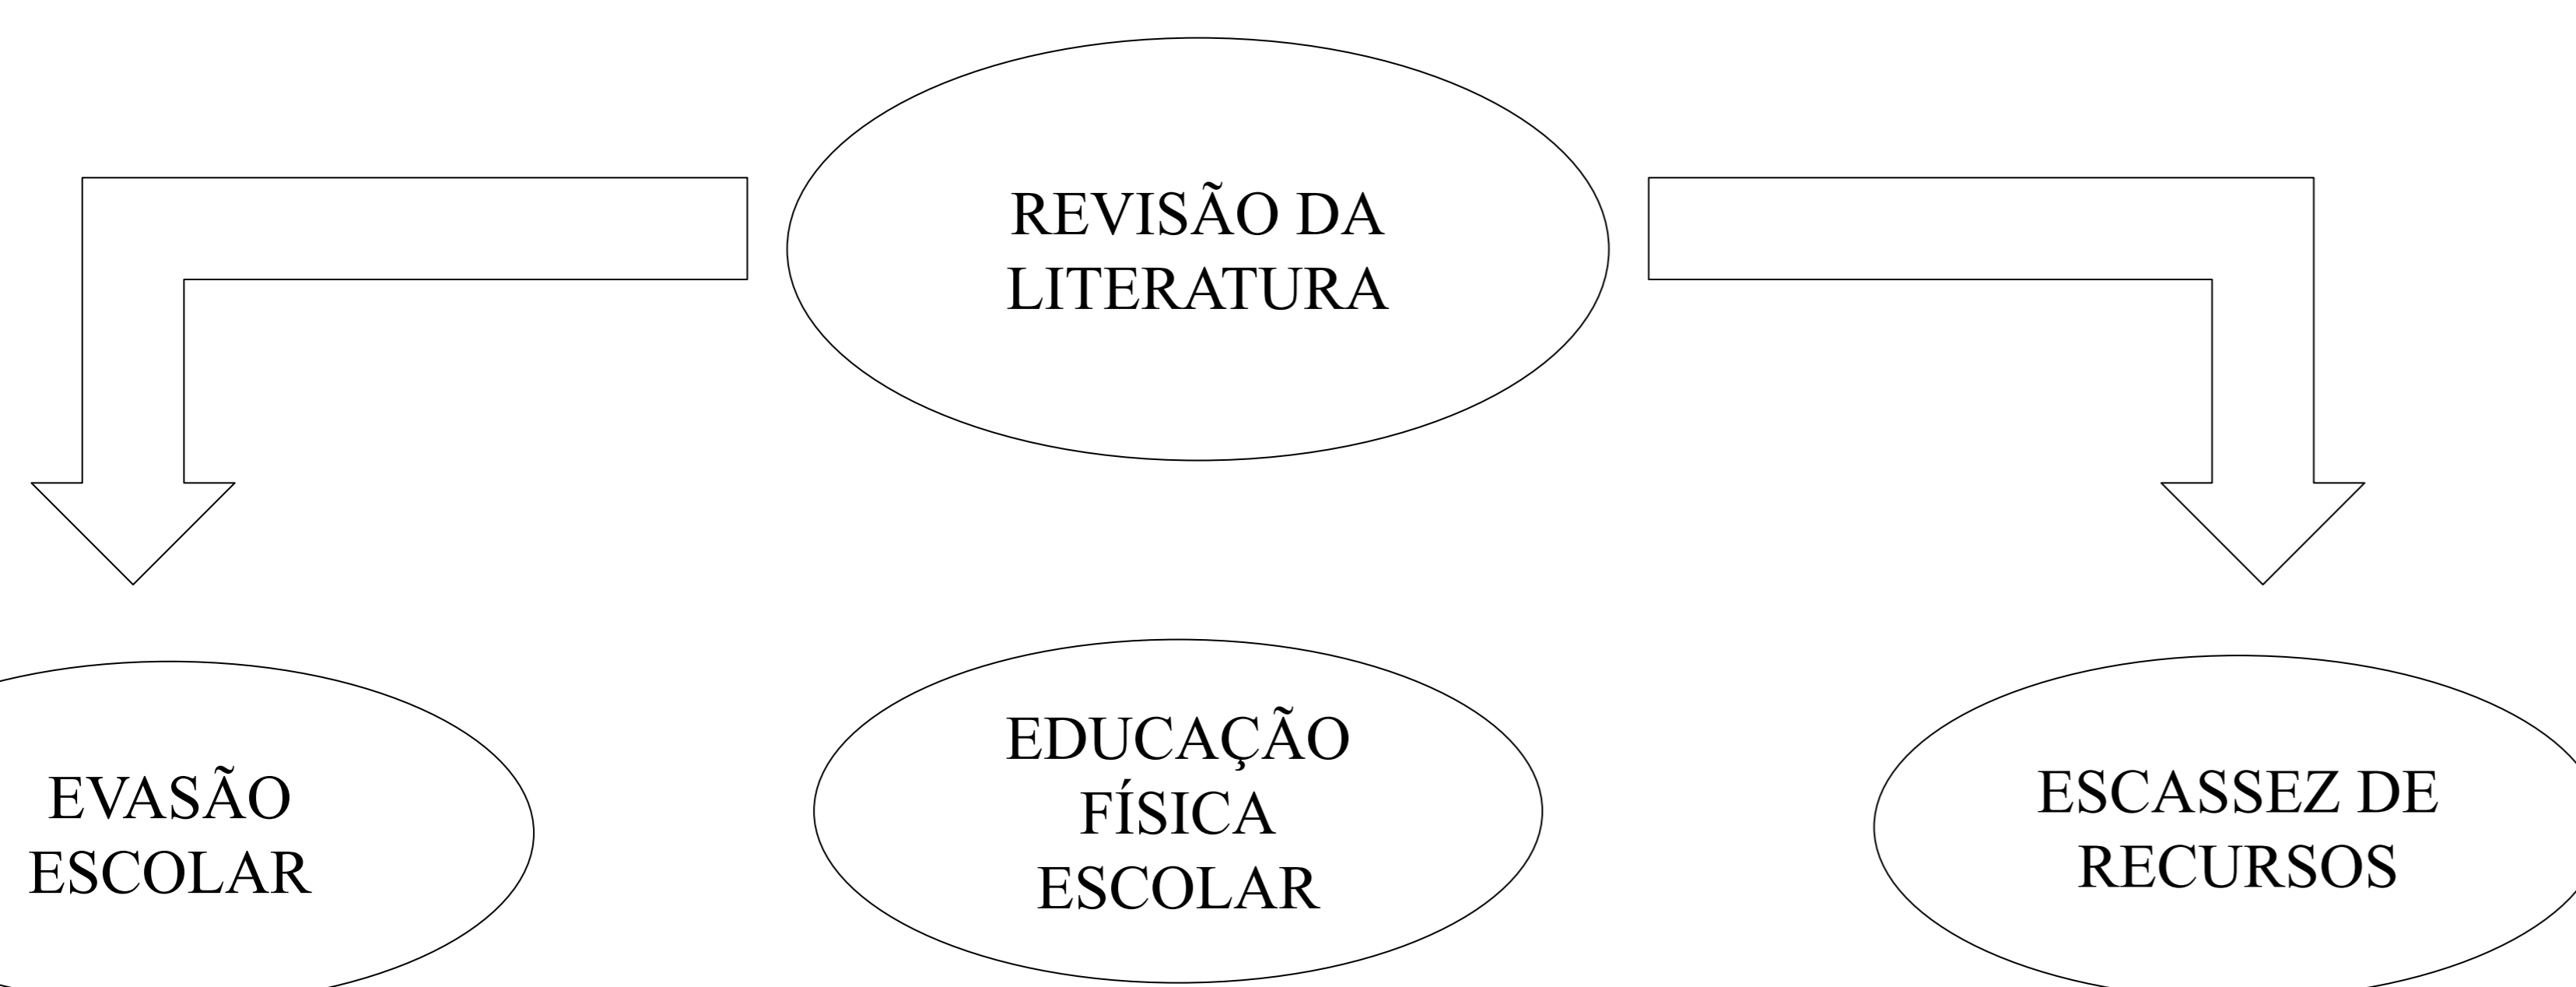 REVISÃO DA
LITERATURA
EVASÃO
ESCOLAR
EDUCAÇÃO
FÍSICA
ESCOLAR
ESCASSEZ DE
RECURSOS